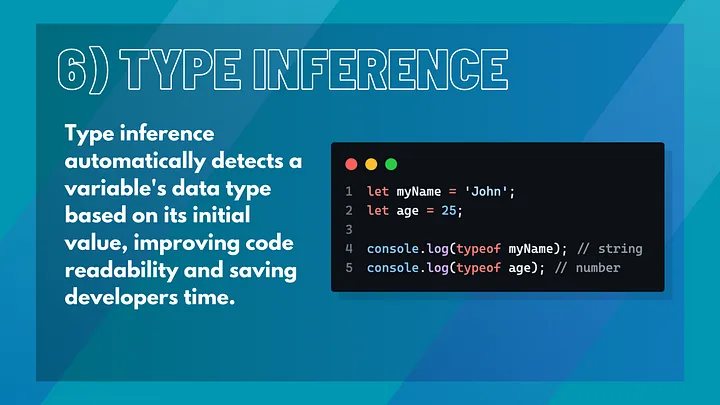 6) TYPE INFERENCE
Type inference
automatically detects a
variable's data type
based on its initial
value, improving code
readability and saving
developers time.
1 let myName = 'John';
2 let age = 25;
3
4 console.log(typeof myName); // string
5 console.log(typeof age); // number